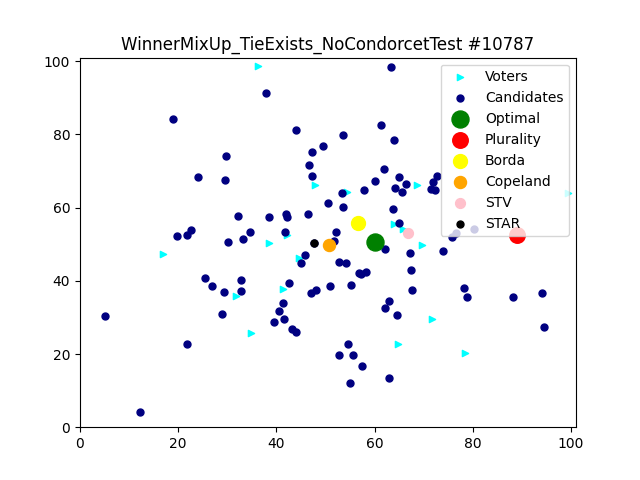 WinnerMixUp_TieExists_NoCondorcetTest #10787
100
80
60
40
20
0
0 20 40 60 80 100
Voters
Candidates
Optimal
Plurality
Borda
Copeland
STV
STAR